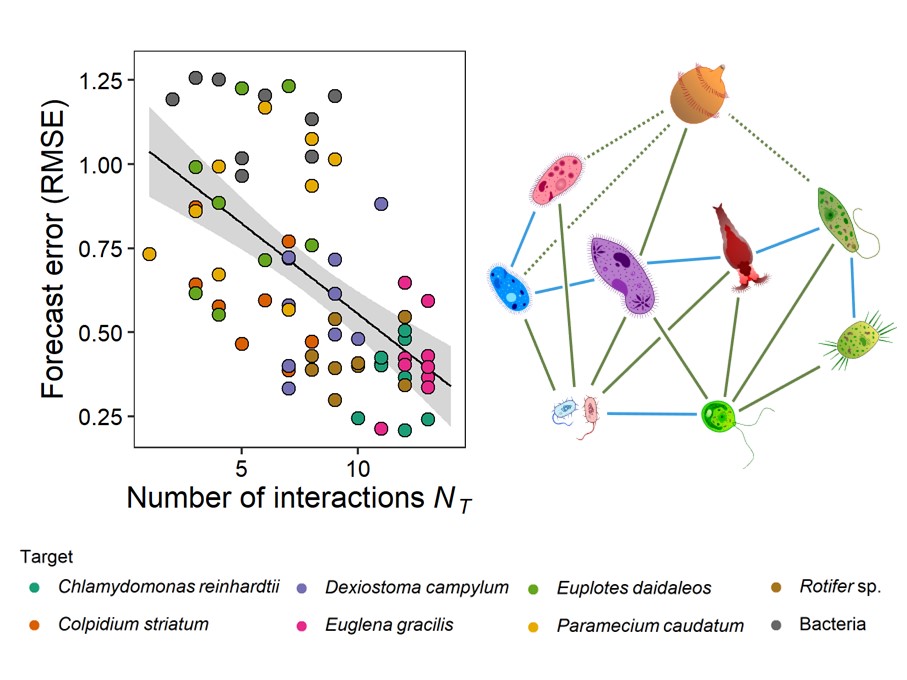 Forecast error (RMSE)
1.25
1.00
0.75
0.50
0.25
5 10
Number of interactions N_T
Target
Chlamydomonas reinhardtii Dexiostoma campylum Euplotes daidaleos Rotifer sp.
Colpidium striatum Euglena gracilis Paramecium caudatum Bacteria